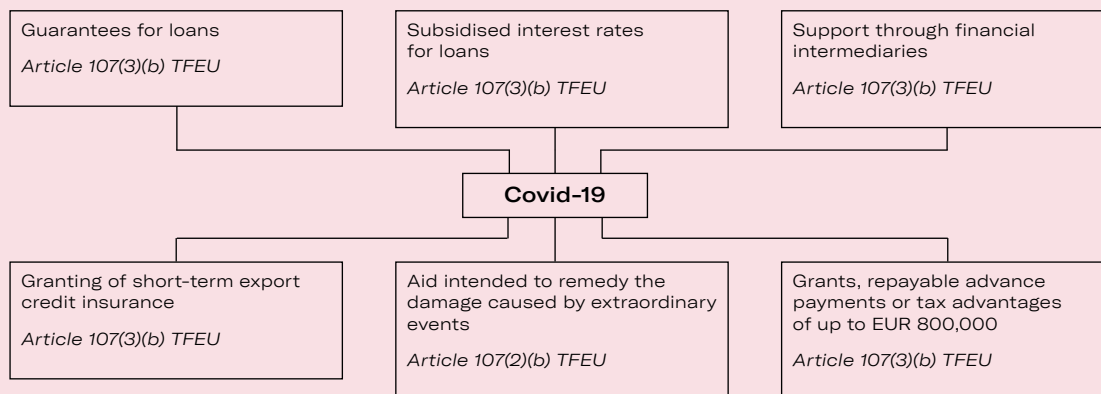 Guarantees for loans
Article 107(3)(b) TFEU
Subsidised interest rates
for loans
Article 107(3)(b) TFEU
Support through financial
intermediaries
Article 107(3)(b) TFEU
Covid-19
Granting of short-term export
credit insurance
Article 107(3)(b) TFEU
Aid intended to remedy the
damage caused by extraordinary
events
Article 107(2)(b) TFEU
Grants, repayable advance
payments or tax advantages
of up to EUR 800,000
Article 107(3)(b) TFEU